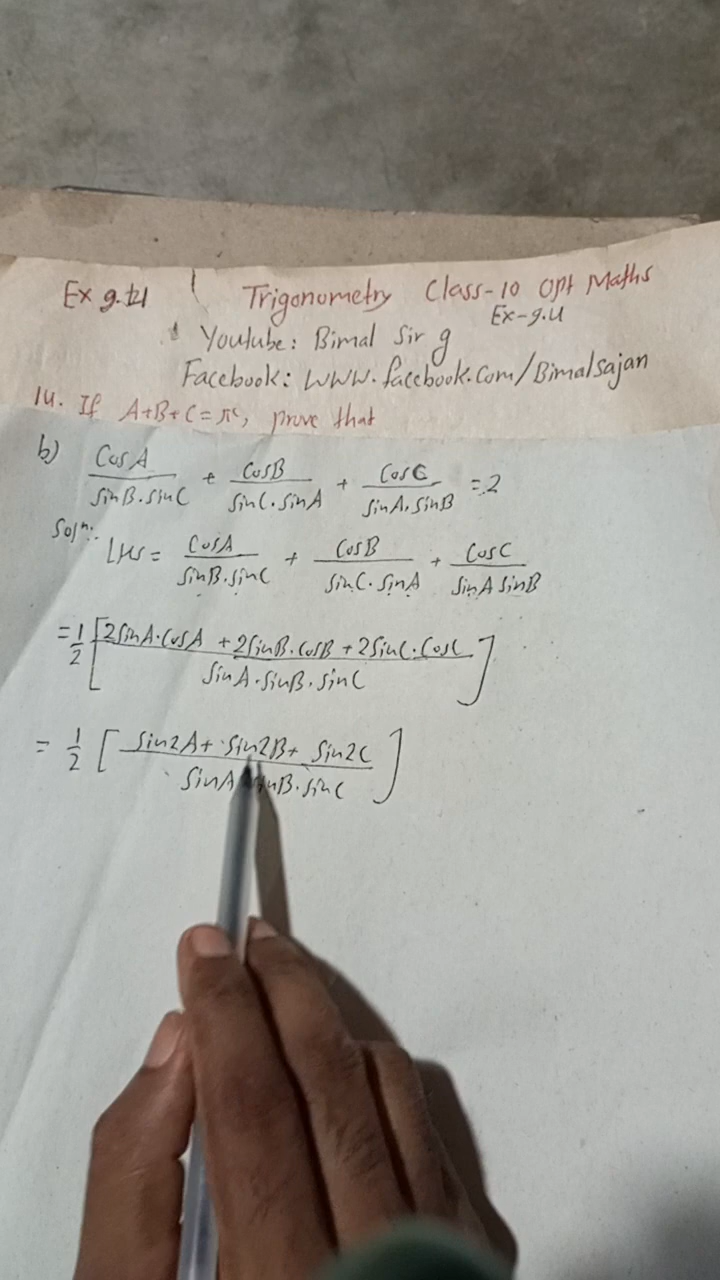 Trigonometry Class-10 Opt Maths
Ex-9.4
Youtube: Bimal Sir g
Facebook: WWW.facebook.Com/Bimalsajan
14. If A+B+C=πᶜ, prove that
b) CosA/SinB.SinC + CosB/SinC.SinA + CosC/SinA.SinB =2
Solⁿ:
LHS = CosA/SinB.SinC + CosB/SinC.SinA + CosC/SinA SinB
= 1/2 [2SinA.CosA + 2SinB.CosB + 2SinC.CosC / SinA.SinB.SinC]
= 1/2 [Sin2A + Sin2B + Sin2C / SinA SinB.SinC]